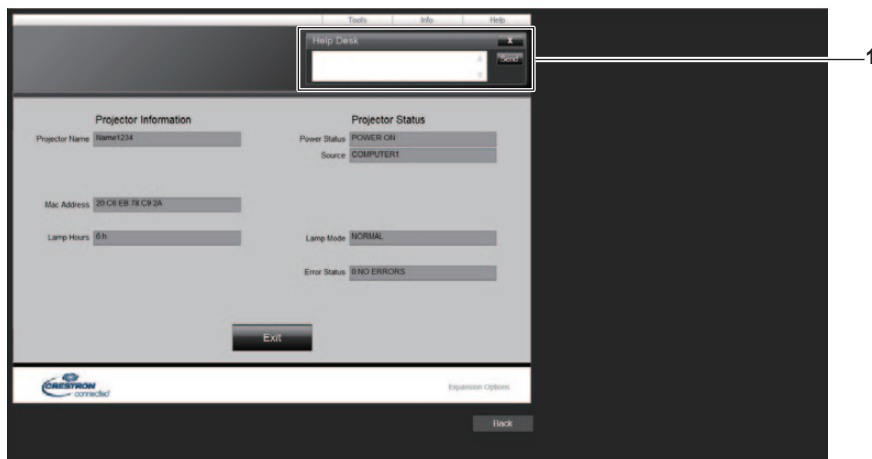 Tools Info Help
Help Desk X
Send
1
Projector Information Projector Status
Projector Name Name1234 Power Status POWER ON
Source COMPUTER1
Mac Address 20:C6:EB:78:C9:2A
Lamp Hours 6 h Lamp Mode NORMAL
Error Status 0:NO ERRORS
Exit
CRESTRON connected Expansion Options
Back